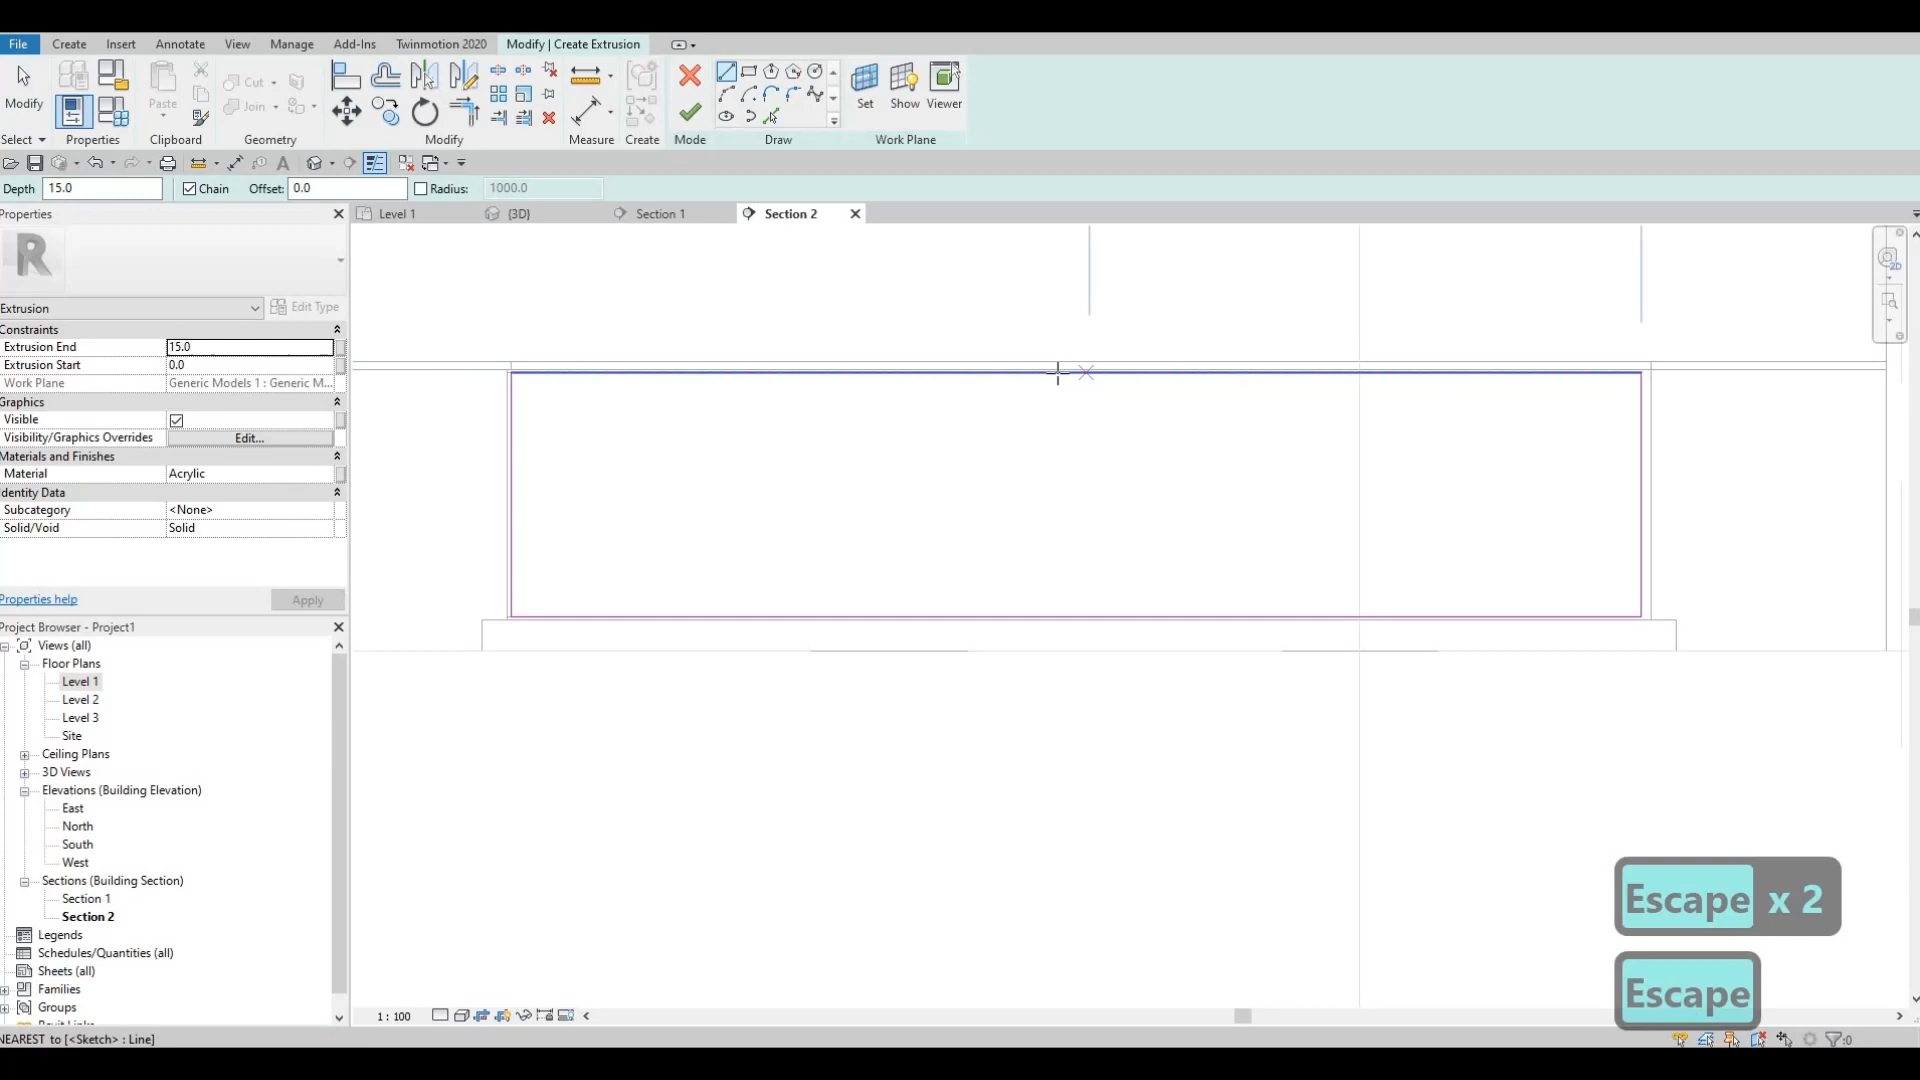 File Create Insert Annotate View Manage Add-Ins Twinmotion 2020 Modify | Create Extrusion
Cut
Join
Modify Paste Set Show Viewer
Select Properties Clipboard Geometry Modify Measure Create Mode Draw Work Plane
Depth 15.0 Chain Offset: 0.0 Radius: 1000.0
Properties
Level 1 {3D} Section 1 Section 2
R
2D
Extrusion Edit Type
Constraints
Extrusion End 15.0
Extrusion Start 0.0
Work Plane Generic Models 1 : Generic M...
Graphics
Visible
Visibility/Graphics Overrides Edit...
Materials and Finishes
Material Acrylic
Identity Data
Subcategory <None>
Solid/Void Solid
Properties help Apply
Project Browser - Project1
Views (all)
Floor Plans
Level 1
Level 2
Level 3
Site
Ceiling Plans
3D Views
Elevations (Building Elevation)
East
North
South
West
Sections (Building Section)
Section 1
Section 2
Legends
Schedules/Quantities (all)
Sheets (all)
Families
Groups
1 : 100
Escape x 2
Escape
NEAREST to [<Sketch> : Line]
:0